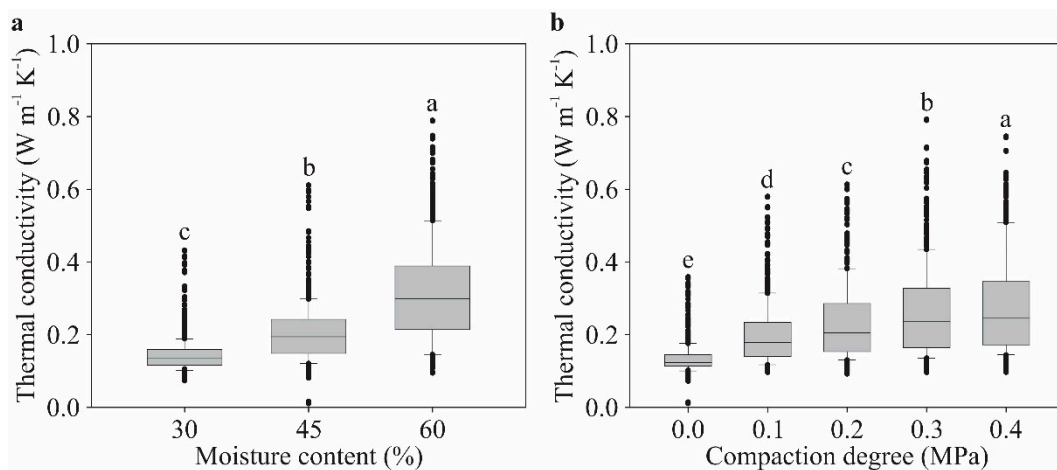 a
Thermal conductivity (W m⁻¹ K⁻¹)
1.0
0.8
0.6
0.4
0.2
0.0
c
b
a
30 45 60
Moisture content (%)
b
Thermal conductivity (W m⁻¹ K⁻¹)
1.0
0.8
0.6
0.4
0.2
0.0
e
d
c
b
a
0.0 0.1 0.2 0.3 0.4
Compaction degree (MPa)